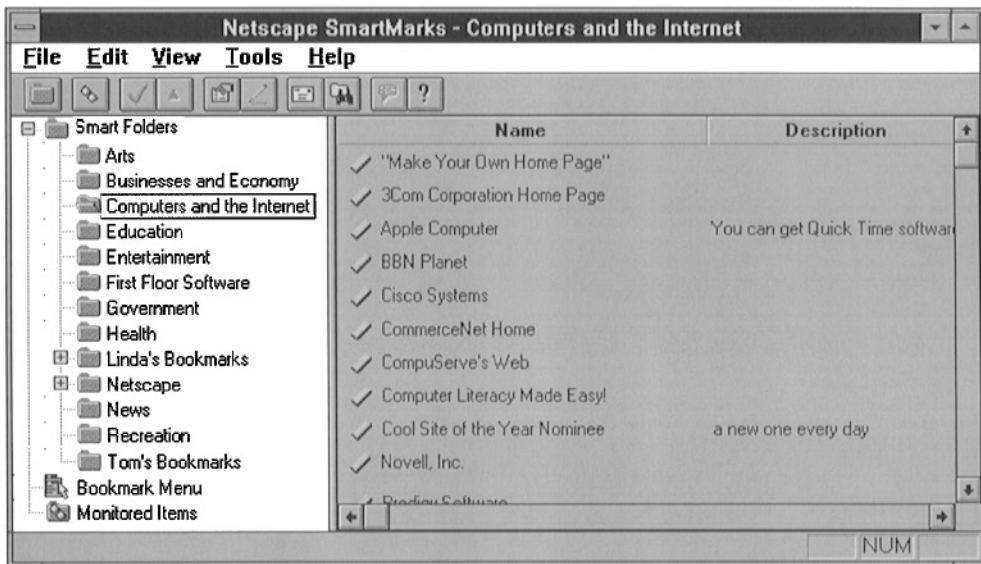 Netscape SmartMarks - Computers and the Internet
File Edit View Tools Help
?
Smart Folders
Arts
Businesses and Economy
Computers and the Internet
Education
Entertainment
First Floor Software
Government
Health
Linda's Bookmarks
Netscape
News
Recreation
Tom's Bookmarks
Bookmark Menu
Monitored Items
Name Description
"Make Your Own Home Page"
3Com Corporation Home Page
Apple Computer You can get Quick Time softwar
BBN Planet
Cisco Systems
CommerceNet Home
CompuServe's Web
Computer Literacy Made Easy!
Cool Site of the Year Nominee a new one every day
Novell, Inc.
Prodigy Software
NUM